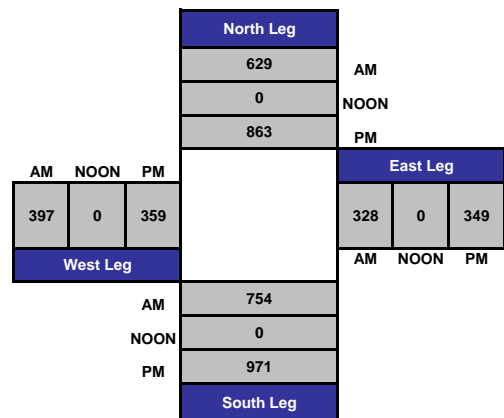 North Leg
629
AM
0
NOON
863
PM
AM NOON PM
East Leg
397 0 359
328 0 349
West Leg
AM NOON PM
AM
754
NOON
0
PM
971
South Leg